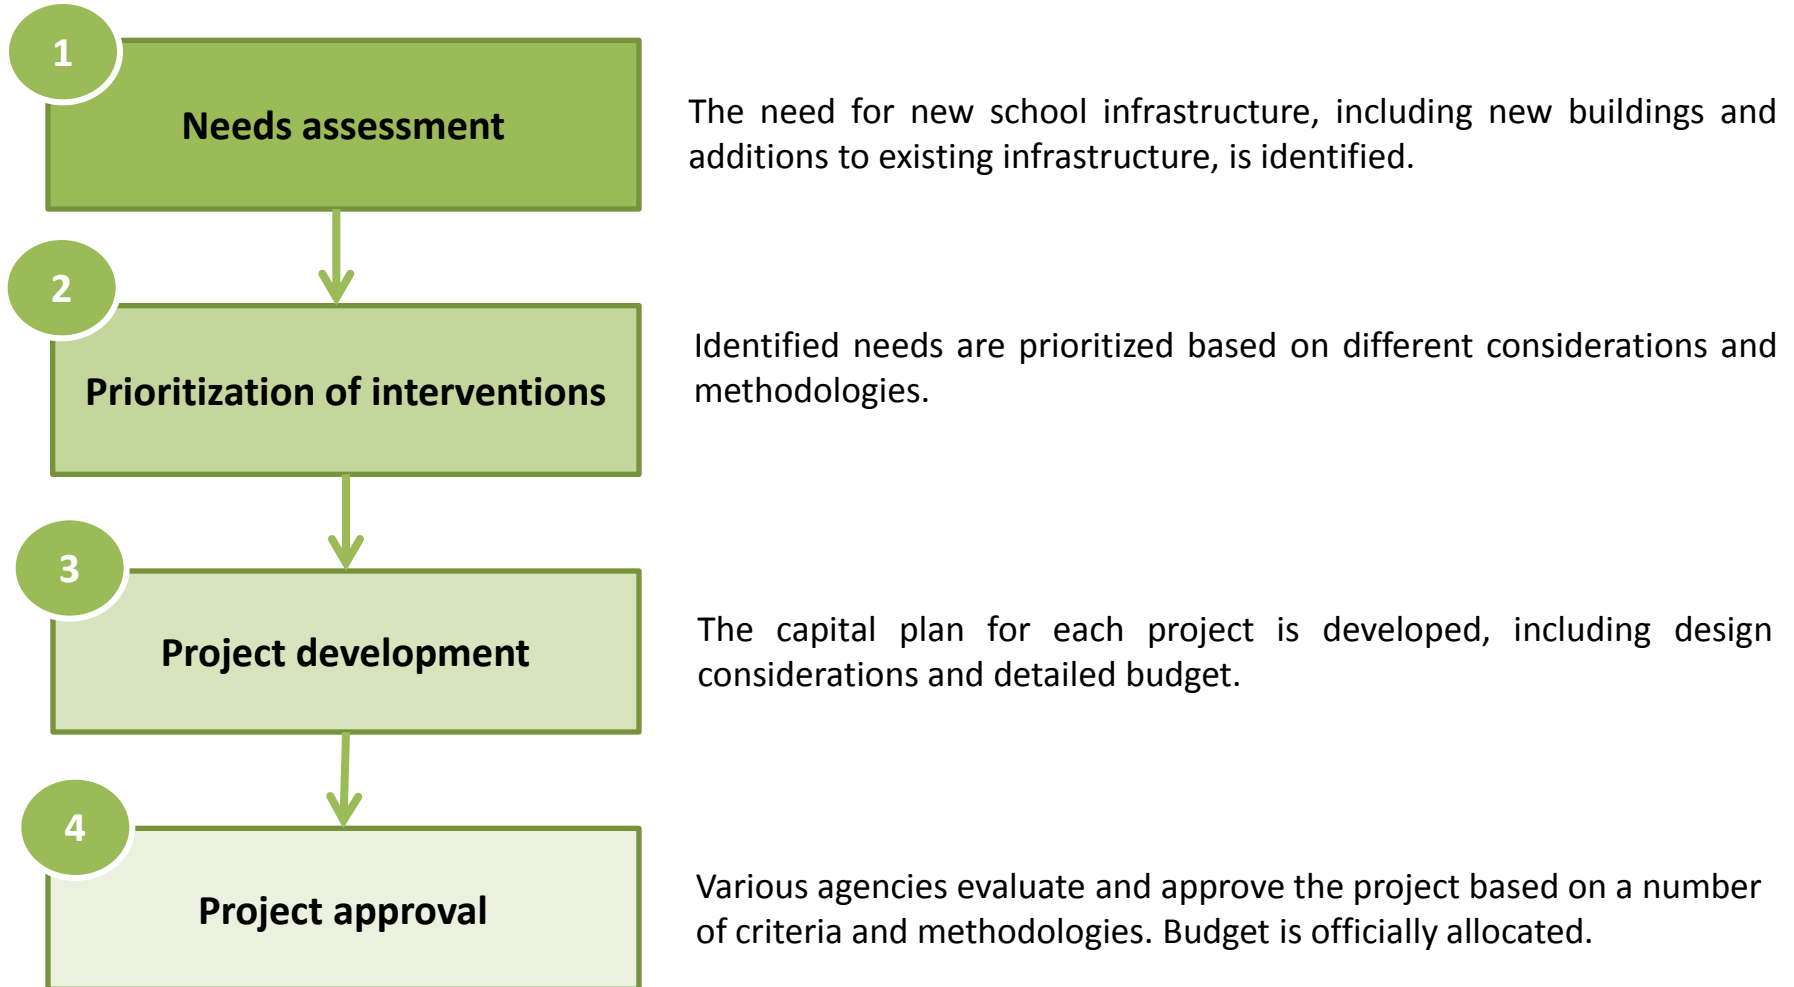 1
Needs assessment
The need for new school infrastructure, including new buildings and
additions to existing infrastructure, is identified.
2
Prioritization of interventions
Identified needs are prioritized based on different considerations and
methodologies.
3
Project development
The capital plan for each project is developed, including design
considerations and detailed budget.
4
Project approval
Various agencies evaluate and approve the project based on a number
of criteria and methodologies. Budget is officially allocated.